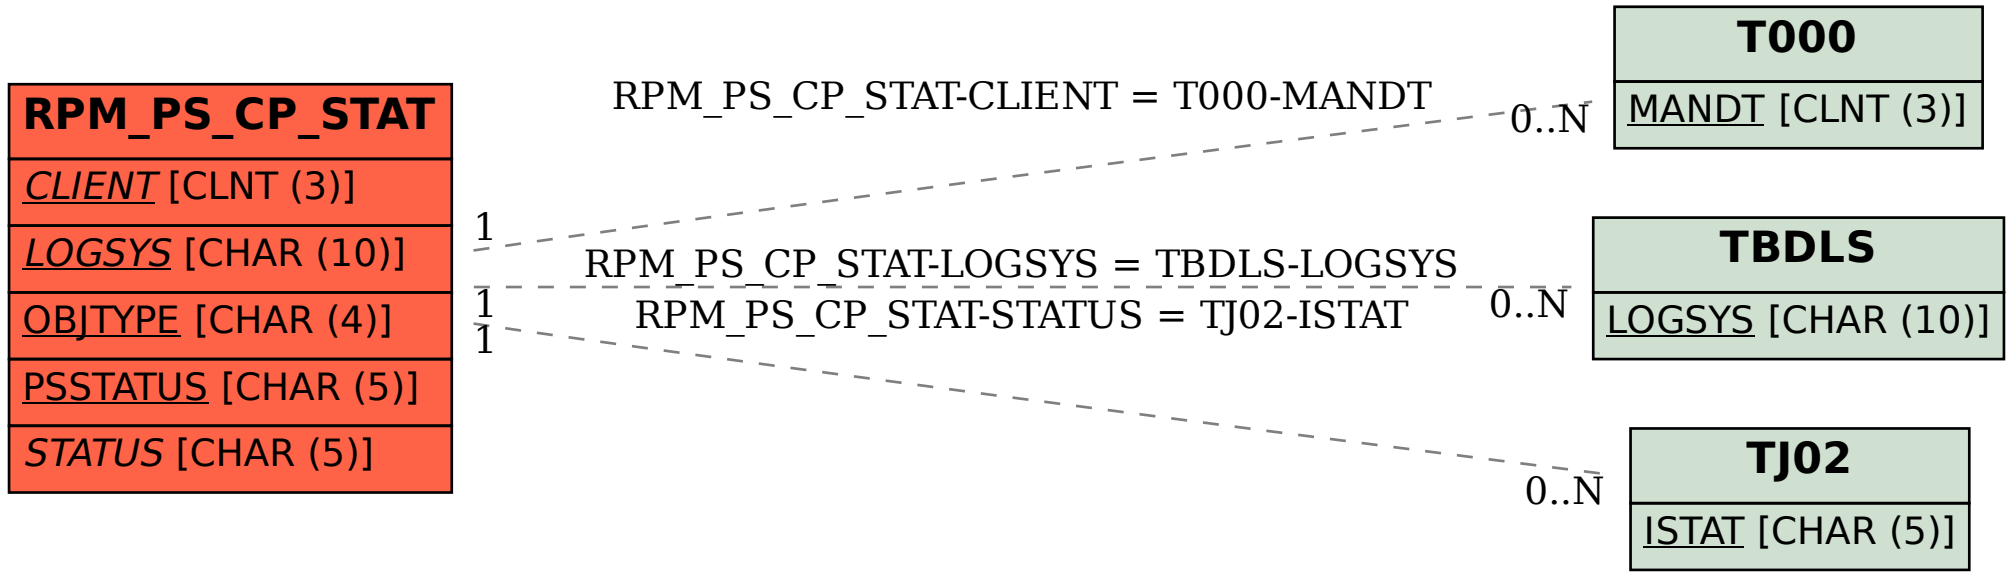 RPM_PS_CP_STAT
CLIENT [CLNT (3)]
LOGSYS [CHAR (10)]
OBJTYPE [CHAR (4)]
PSSTATUS [CHAR (5)]
STATUS [CHAR (5)]
RPM_PS_CP_STAT-CLIENT = T000-MANDT
1
0..N
RPM_PS_CP_STAT-LOGSYS = TBDLS-LOGSYS
1
0..N
RPM_PS_CP_STAT-STATUS = TJ02-ISTAT
1
0..N
T000
MANDT [CLNT (3)]
TBDLS
LOGSYS [CHAR (10)]
TJ02
ISTAT [CHAR (5)]